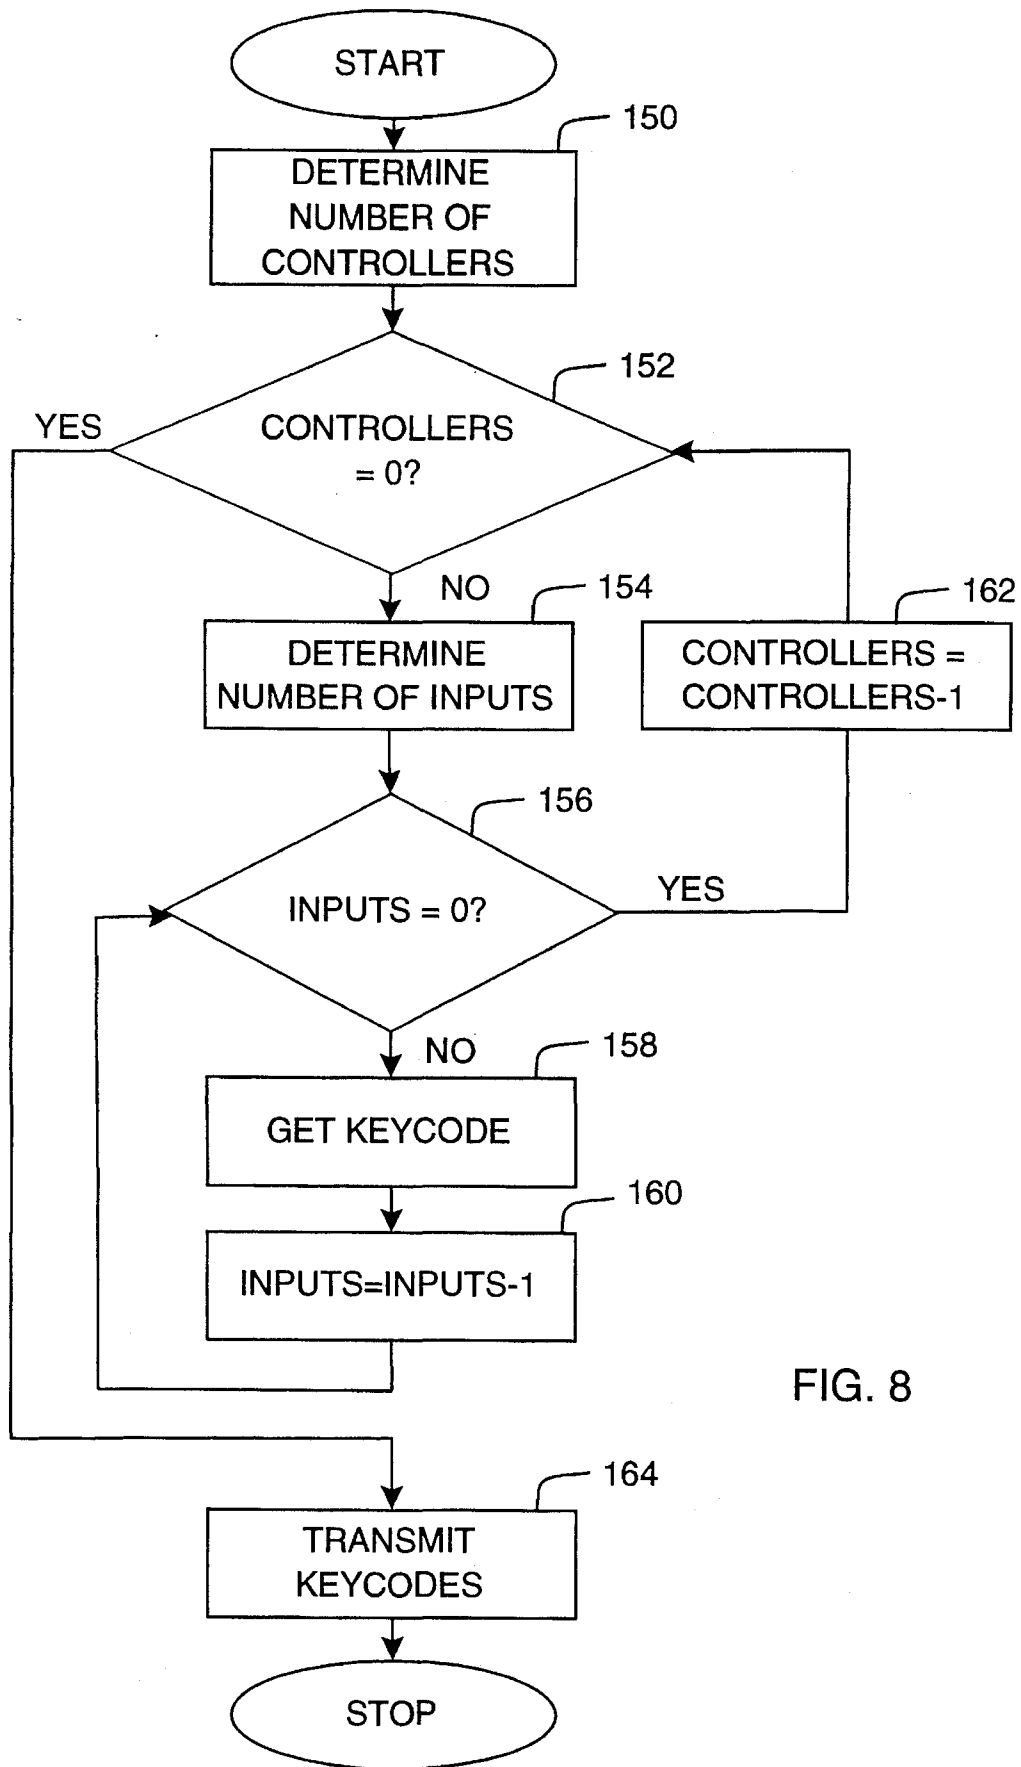 START
150
DETERMINE
NUMBER OF
CONTROLLERS
152
YES
CONTROLLERS
= 0?
NO
154
162
DETERMINE
NUMBER OF INPUTS
CONTROLLERS =
CONTROLLERS-1
156
INPUTS = 0?
YES
NO
158
GET KEYCODE
160
INPUTS=INPUTS-1
FIG. 8
164
TRANSMIT
KEYCODES
STOP